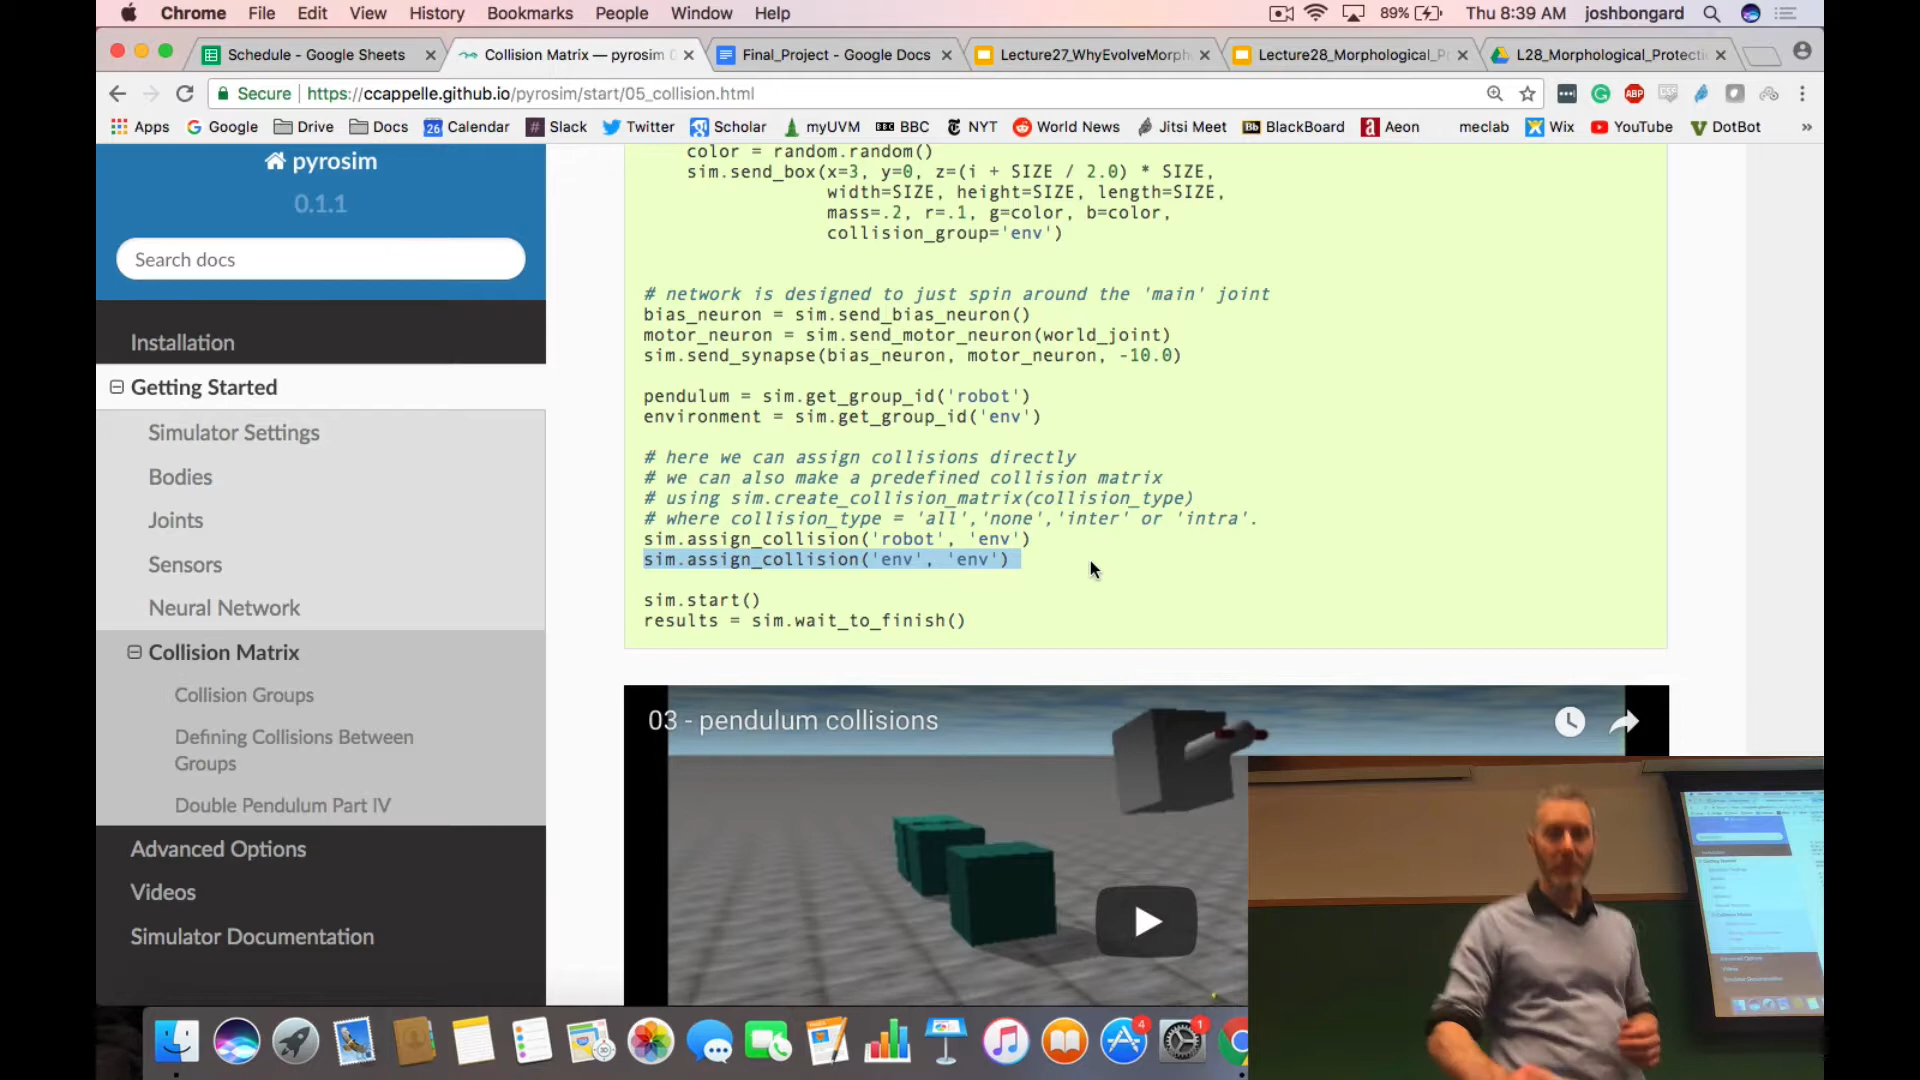 Chrome File Edit View History Bookmarks People Window Help 89% Thu 8:39 AM joshbongard
Schedule - Google Sheets Collision Matrix — pyrosim 0 Final_Project - Google Docs Lecture27_WhyEvolveMorph Lecture28_Morphological_P L28_Morphological_Protecti
Secure https://ccappelle.github.io/pyrosim/start/05_collision.html ABP CSS
Apps Google Drive Docs 26 Calendar Slack Twitter Scholar myUVM BBC BBC NYT World News Jitsi Meet Bb BlackBoard a Aeon meclab Wix YouTube DotBot »
pyrosim
0.1.1
Search docs
Installation
Getting Started
Simulator Settings
Bodies
Joints
Sensors
Neural Network
Collision Matrix
Collision Groups
Defining Collisions Between
Groups
Double Pendulum Part IV
Advanced Options
Videos
Simulator Documentation
color = random.random()
sim.send_box(x=3, y=0, z=(i + SIZE / 2.0) * SIZE,
width=SIZE, height=SIZE, length=SIZE,
mass=.2, r=.1, g=color, b=color,
collision_group='env')
# network is designed to just spin around the 'main' joint
bias_neuron = sim.send_bias_neuron()
motor_neuron = sim.send_motor_neuron(world_joint)
sim.send_synapse(bias_neuron, motor_neuron, -10.0)
pendulum = sim.get_group_id('robot')
environment = sim.get_group_id('env')
# here we can assign collisions directly
# we can also make a predefined collision matrix
# using sim.create_collision_matrix(collision_type)
# where collision_type = 'all','none','inter' or 'intra'.
sim.assign_collision('robot', 'env')
sim.assign_collision('env', 'env')
sim.start()
results = sim.wait_to_finish()
03 - pendulum collisions
4 1